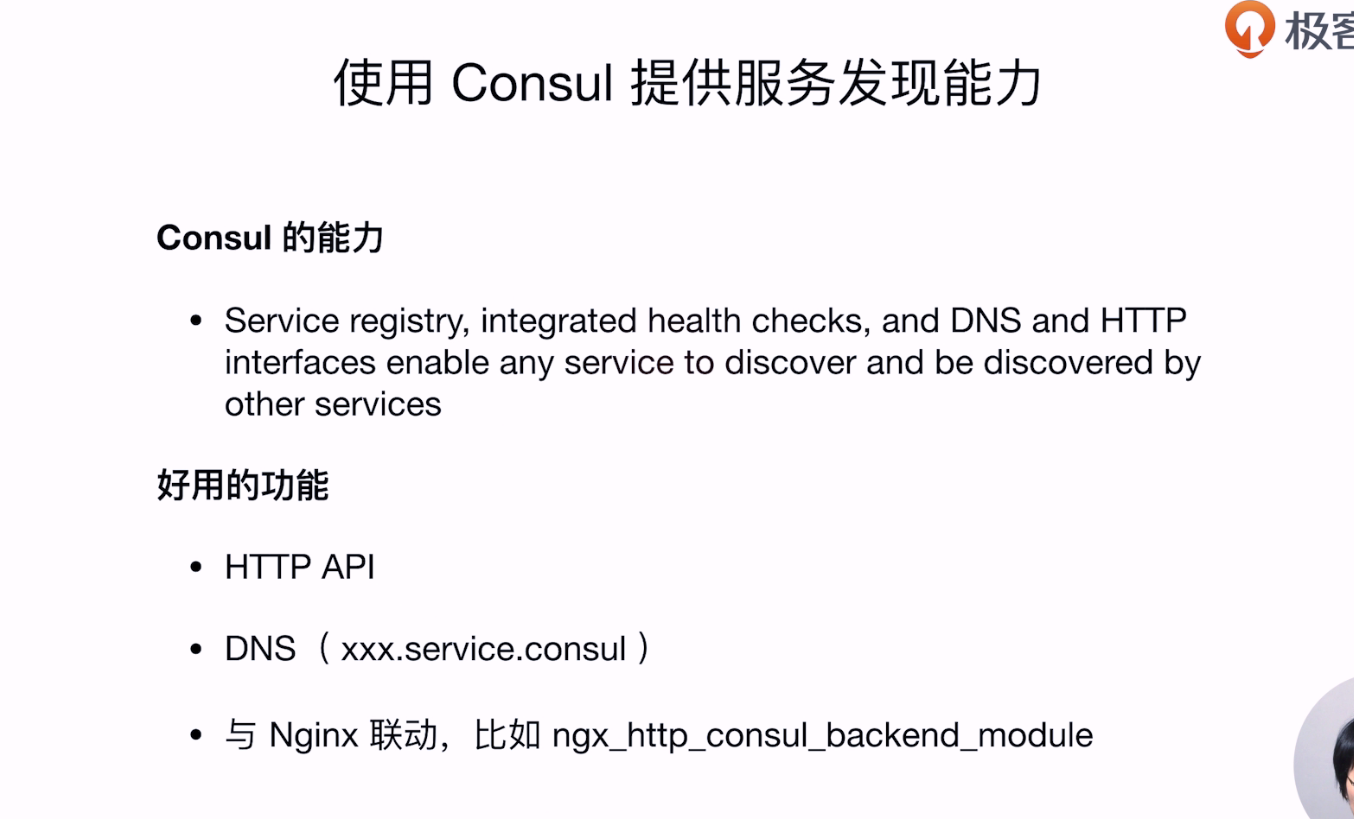 极客
使用 Consul 提供服务发现能力
Consul 的能力
• Service registry, integrated health checks, and DNS and HTTP
interfaces enable any service to discover and be discovered by
other services
好用的功能
• HTTP API
• DNS（xxx.service.consul）
• 与 Nginx 联动，比如 ngx_http_consul_backend_module